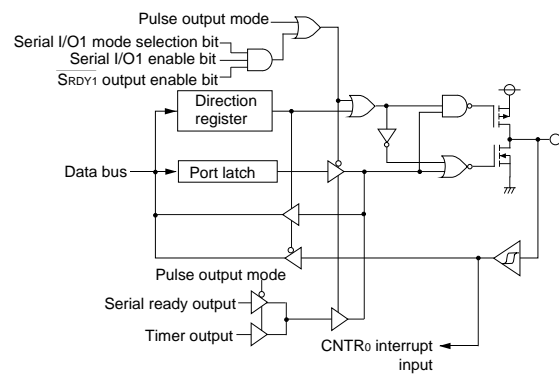 Pulse output mode
Serial I/O1 mode selection bit
Serial I/O1 enable bit
SRDY1 output enable bit
Direction
register
Data bus
Port latch
Pulse output mode
Serial ready output
Timer output
CNTR0 interrupt
input